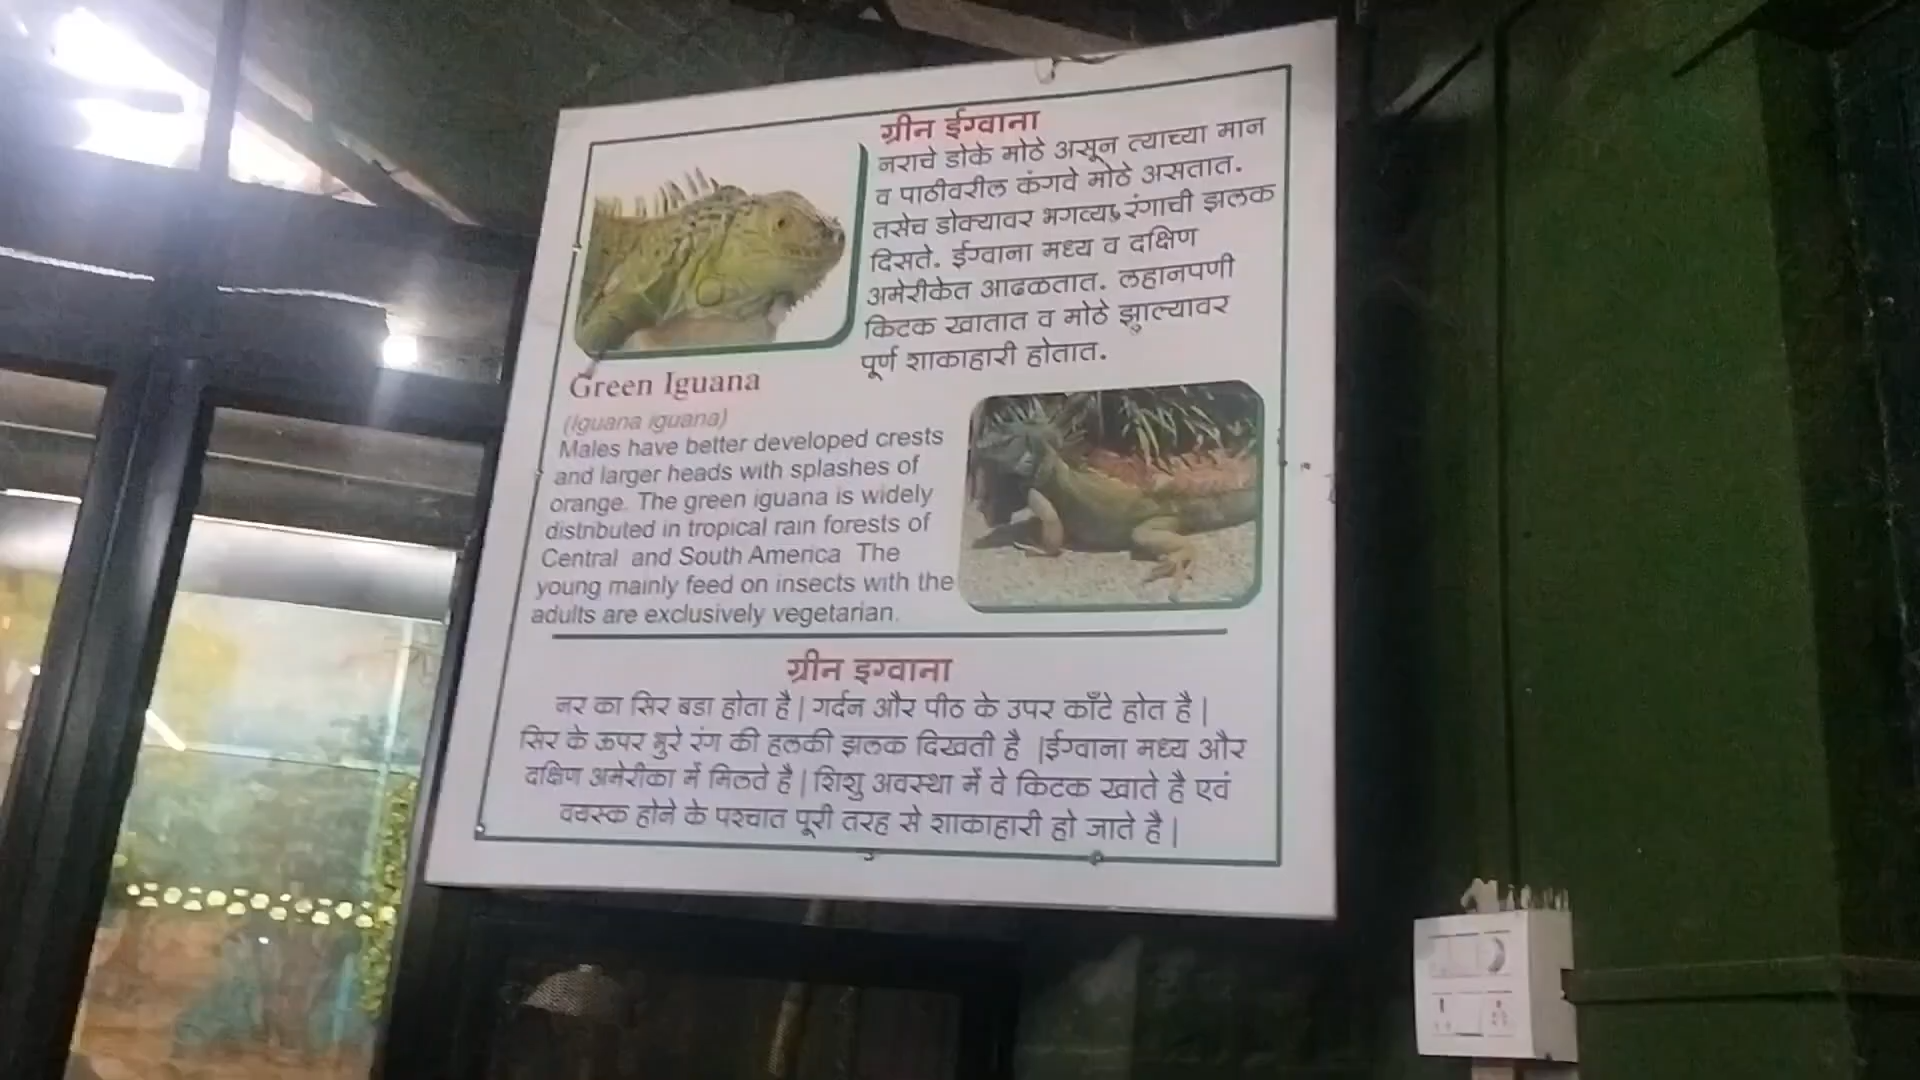 ग्रीन ईग्वाना
नराचे डोके मोठे असून त्याच्या मान
व पाठीवरील कंगवे मोठे असतात.
तसेच डोक्यावर भगव्या रंगाची झलक
दिसते. ईग्वाना मध्य व दक्षिण
अमेरीकेत आढळतात. लहानपणी
किटक खातात व मोठे झाल्यावर
पूर्ण शाकाहारी होतात.
Green Iguana
(Iguana iguana)
Males have better developed crests
and larger heads with splashes of
orange. The green iguana is widely
distributed in tropical rain forests of
Central and South America The
young mainly feed on insects with the
adults are exclusively vegetarian.
ग्रीन इग्वाना
नर का सिर बडा होता है | गर्दन और पीठ के उपर काँटे होत है |
सिर के ऊपर भुरे रंग की हलकी झलक दिखती है |ईग्वाना मध्य और
दक्षिण अमेरीका में मिलते है | शिशु अवस्था में वे किटक खाते है एवं
वयस्क होने के पश्चात पूरी तरह से शाकाहारी हो जाते है |